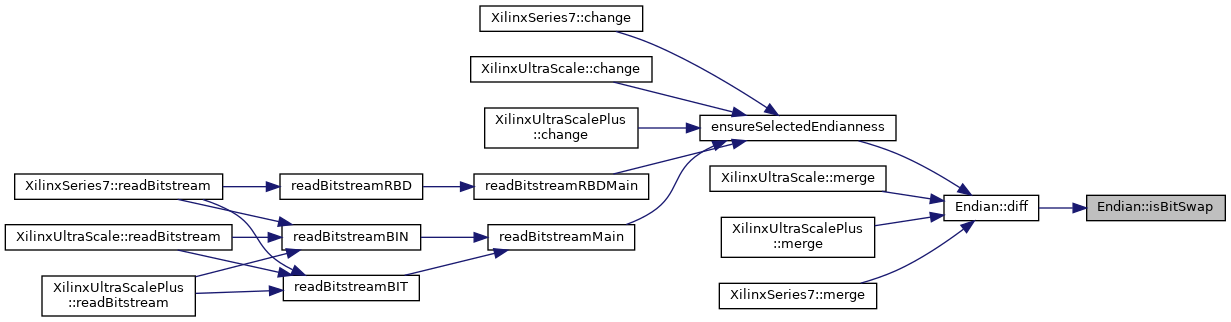 XilinxSeries7::change
XilinxUltraScale::change
XilinxUltraScalePlus
::change
ensureSelectedEndianness
XilinxUltraScale::merge
XilinxSeries7::readBitstream
readBitstreamRBD
readBitstreamRBDMain
Endian::diff
Endian::isBitSwap
XilinxUltraScalePlus
::merge
XilinxUltraScale::readBitstream
readBitstreamBIN
readBitstreamMain
XilinxUltraScalePlus
::readBitstream
readBitstreamBIT
XilinxSeries7::merge